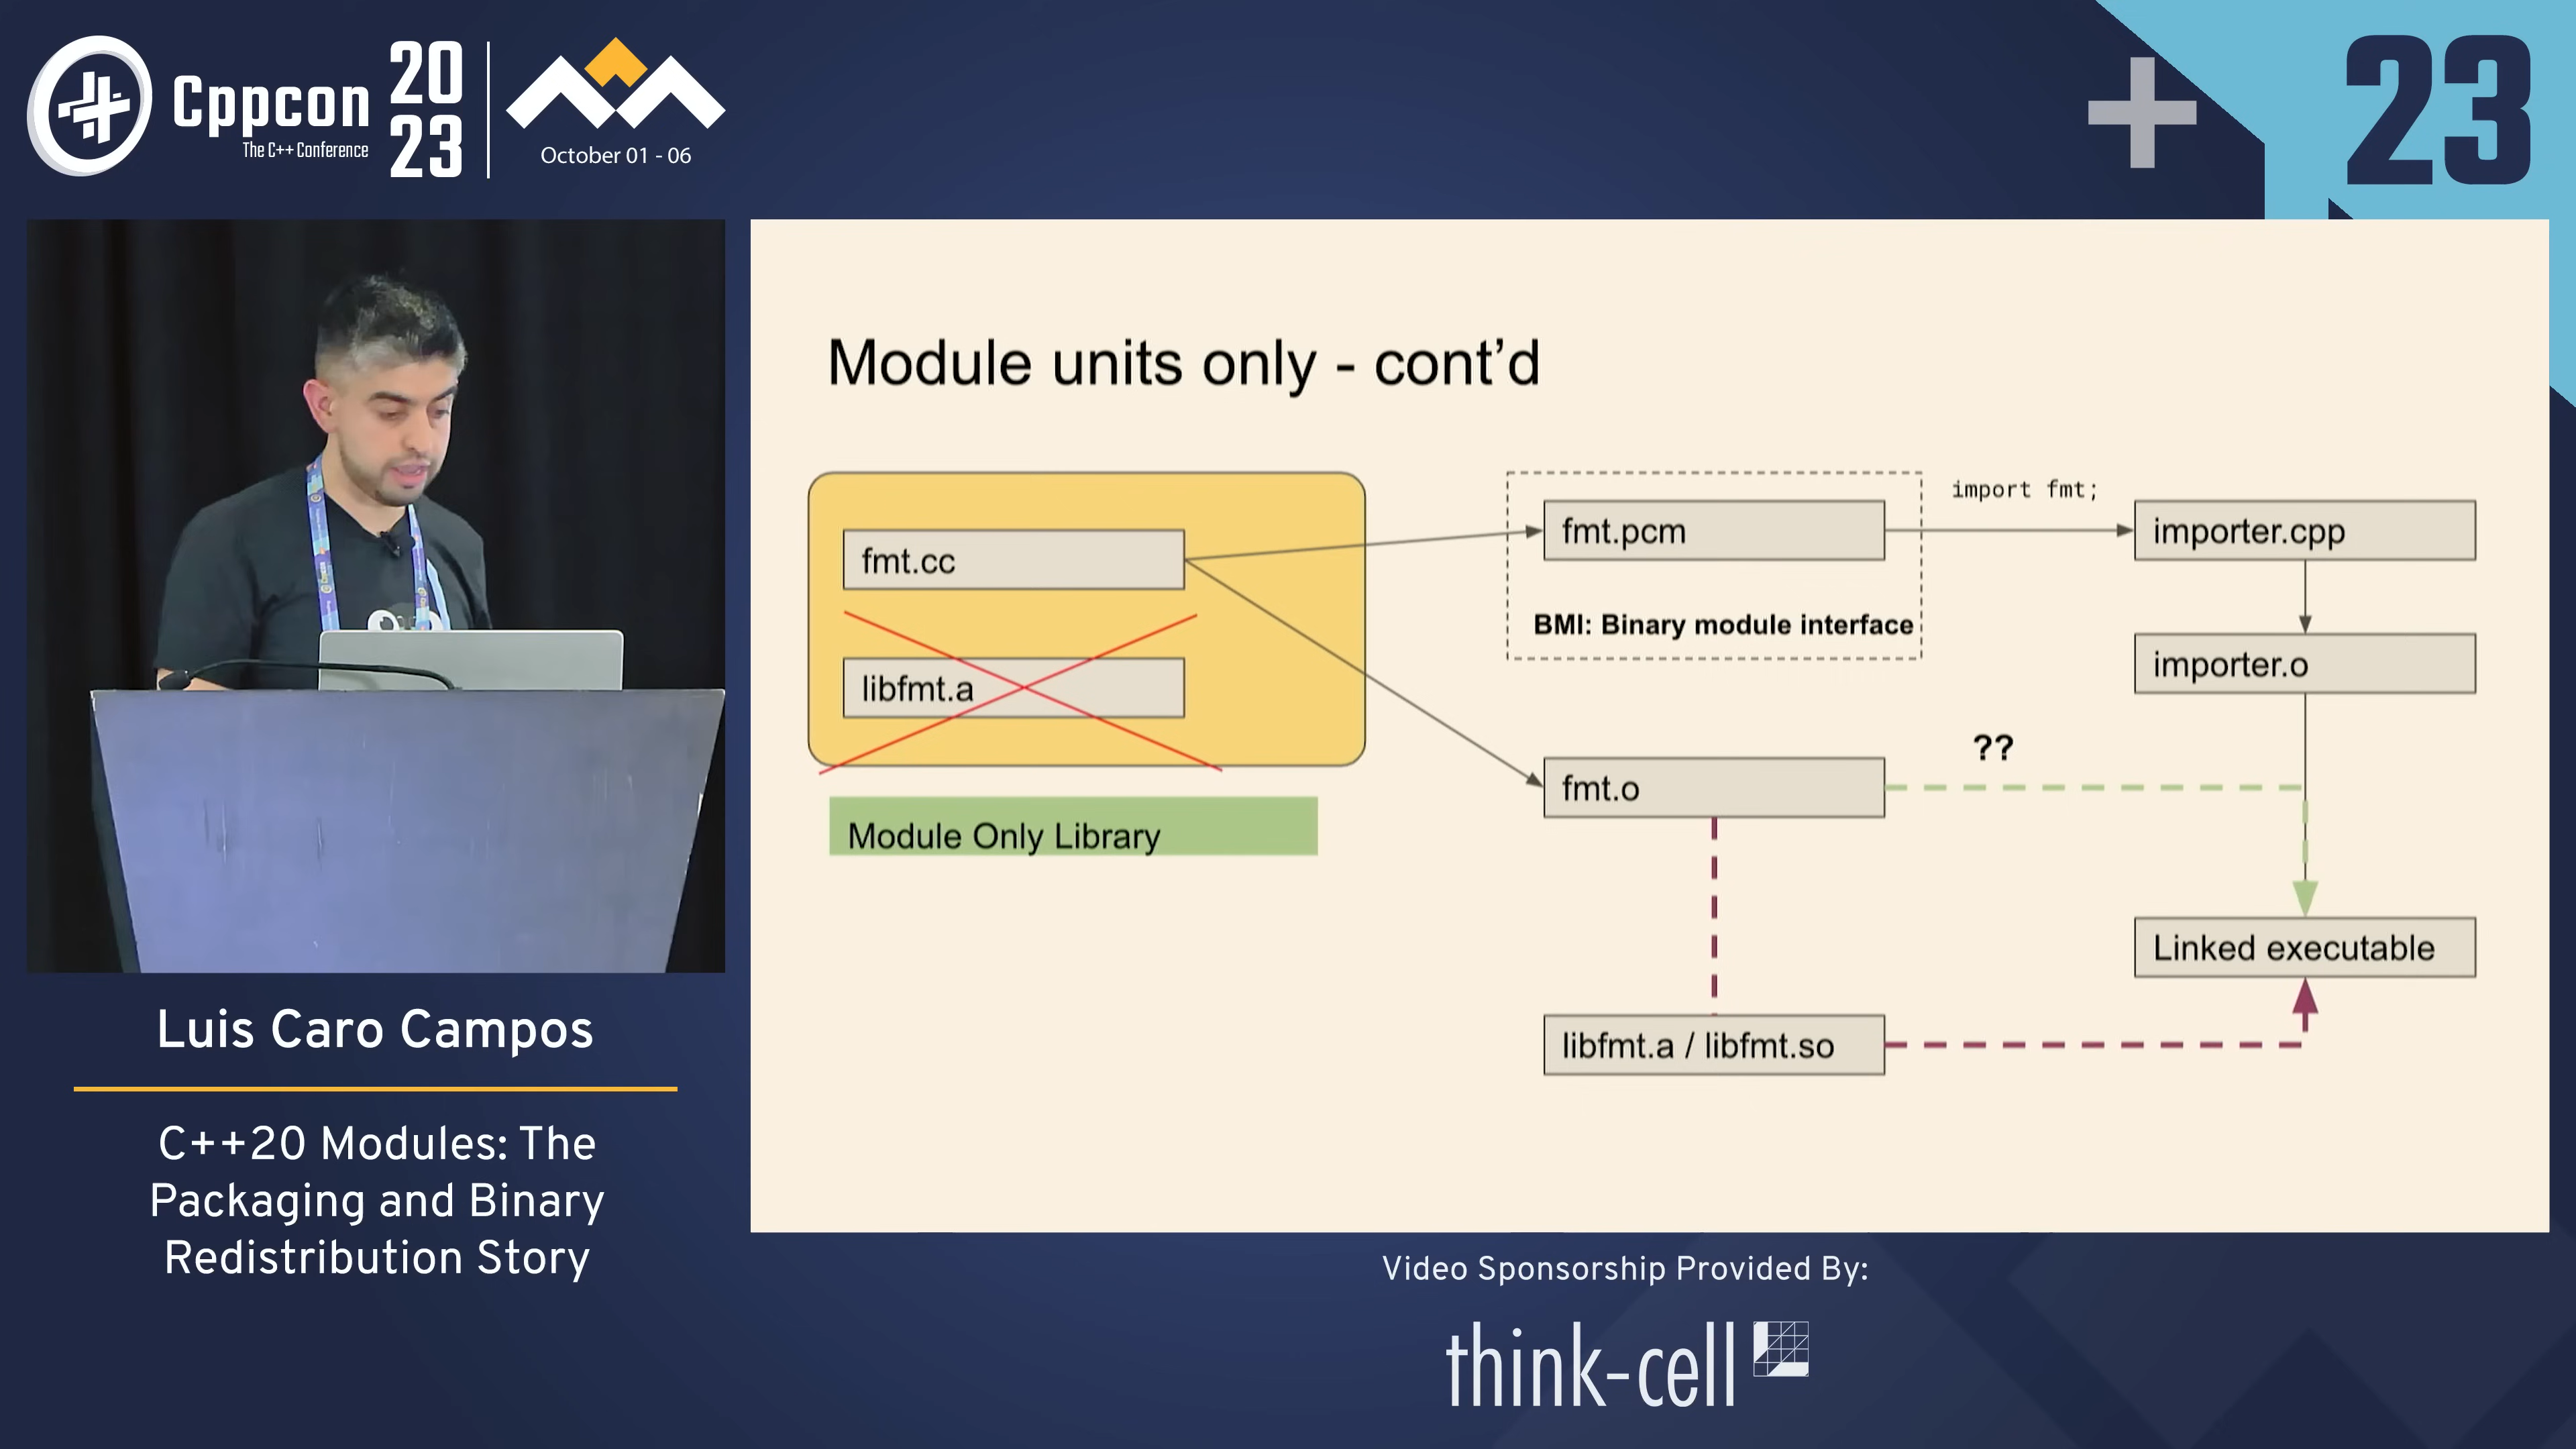 Cppcon
The C++ Conference
20
23
October 01 - 06
23
Module units only - cont’d
fmt.cc
libfmt.a
Module Only Library
fmt.pcm
BMI: Binary module interface
import fmt;
importer.cpp
importer.o
??
fmt.o
Linked executable
libfmt.a / libfmt.so
Luis Caro Campos
C++20 Modules: The
Packaging and Binary
Redistribution Story
Video Sponsorship Provided By:
think-cell